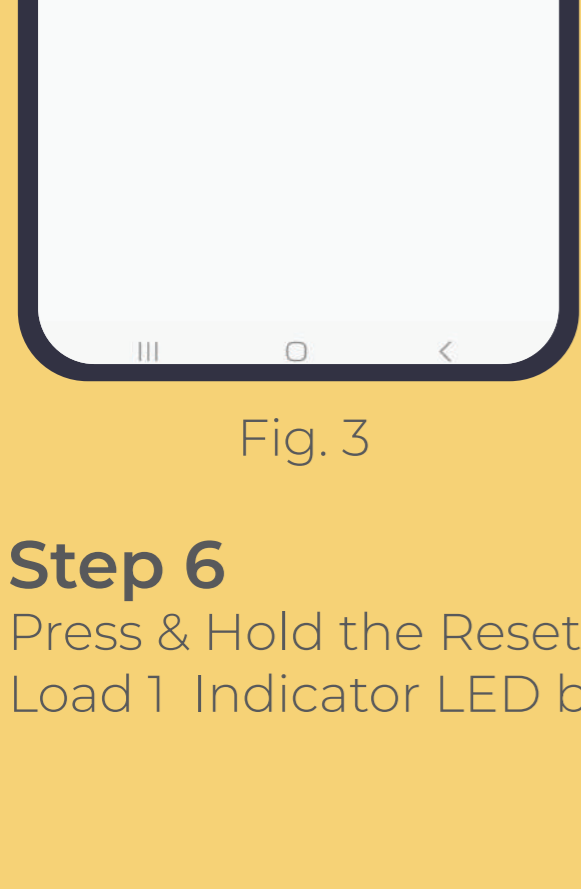 Fig. 3
Step 6
Press & Hold the Reset
Load 1 Indicator LED